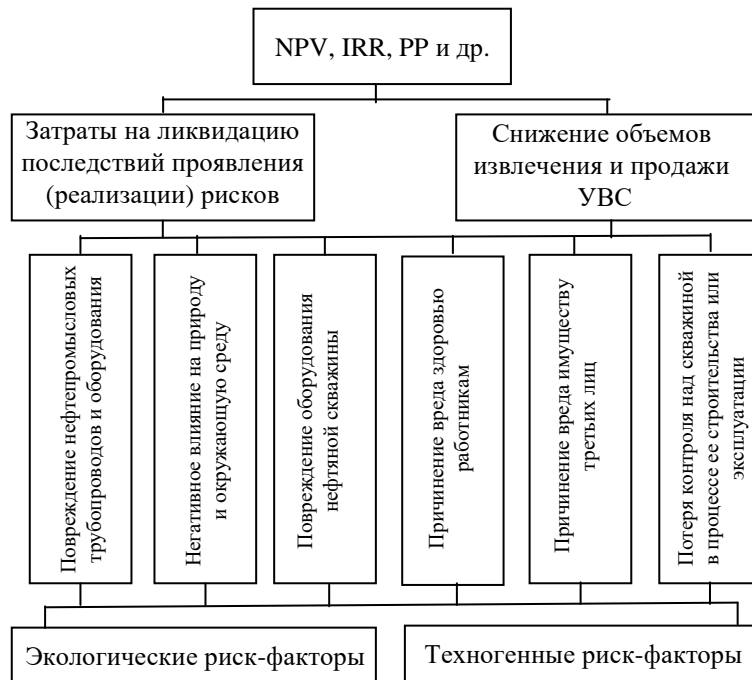 NPV, IRR, PP и др.
Затраты на ликвидацию
последствий проявления
(реализации) рисков
Снижение объемов
извлечения и продажи
УВС
Повреждение нефтепромысловых
трубопроводов и оборудования
Негативное влияние на природу
и окружающую среду
Повреждение оборудования
нефтяной скважины
Причинение вреда здоровью
работникам
Причинение вреда имуществу
третьих лиц
Потеря контроля над скважиной
в процессе ее строительства или
эксплуатации
Экологические риск-факторы
Техногенные риск-факторы